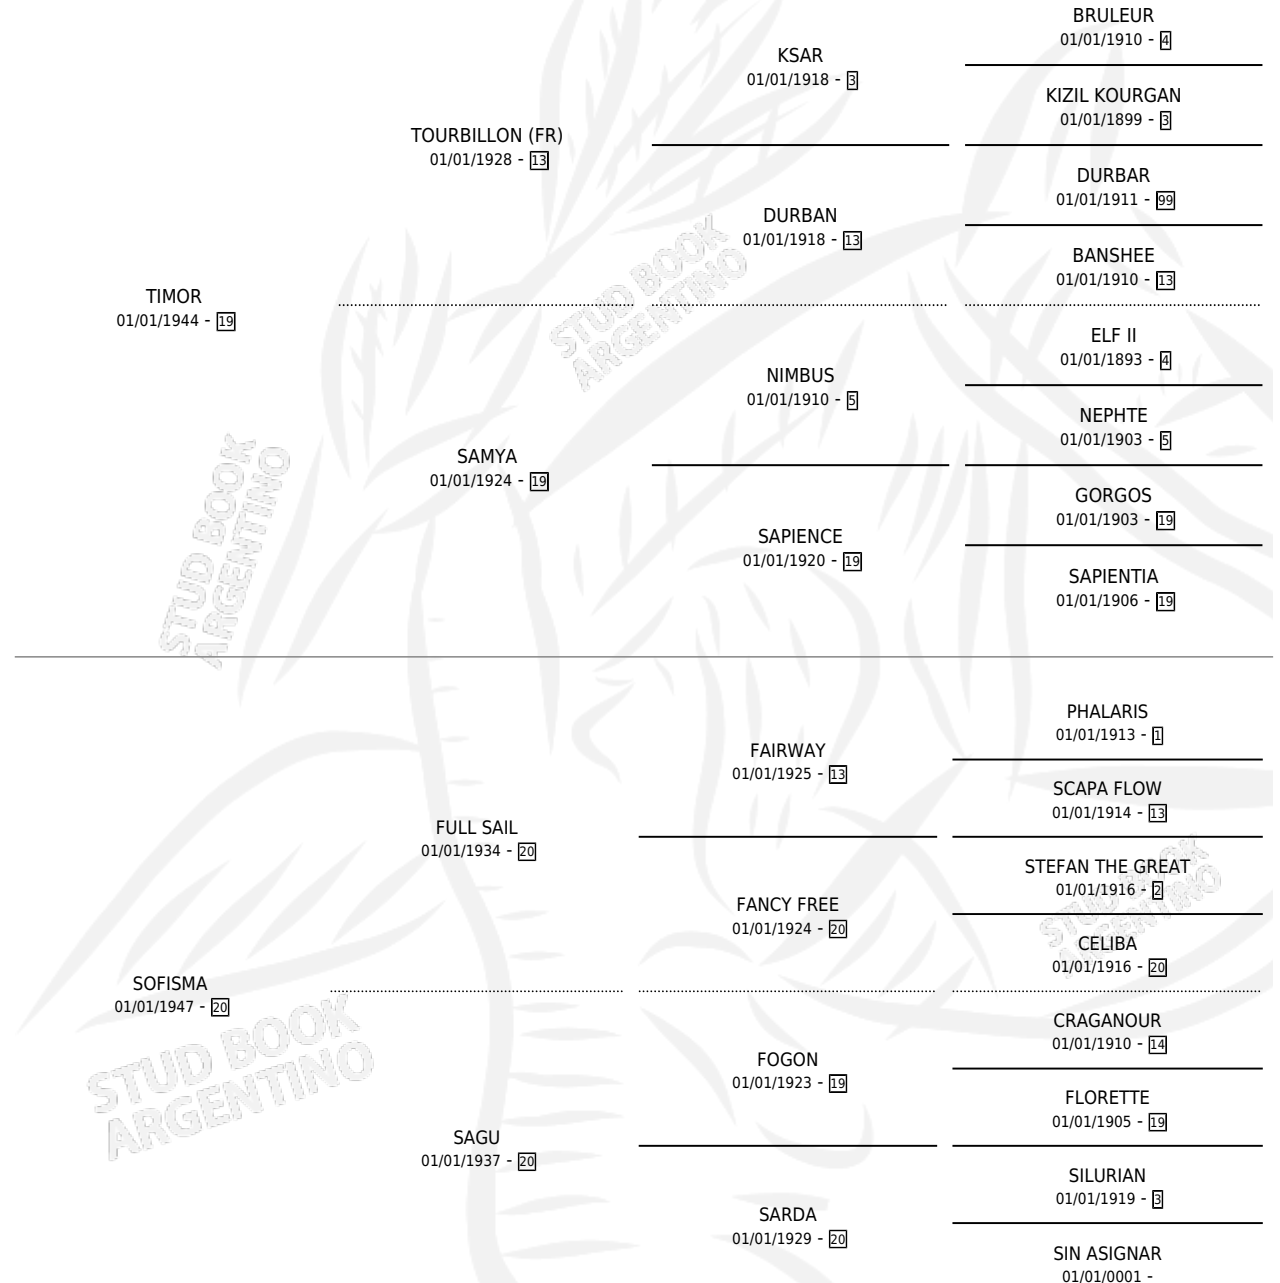 BRULEUR
01/01/1910 - 4
KSAR
01/01/1918 - 3
KIZIL KOURGAN
01/01/1899 - 3
TOURBILLON (FR)
01/01/1928 - 13
DURBAR
01/01/1911 - 99
DURBAN
01/01/1918 - 13
BANSHEE
01/01/1910 - 13
TIMOR
01/01/1944 - 19
STUD BOOK
ARGENTINO
ELF II
01/01/1893 - 4
NIMBUS
01/01/1910 - 5
NEPHTE
01/01/1903 - 5
SAMYA
01/01/1924 - 19
GORGOS
01/01/1903 - 19
SAPIENCE
01/01/1920 - 19
SAPIENTIA
01/01/1906 - 19
STUD BOOK
ARGENTINO
PHALARIS
01/01/1913 - 1
FAIRWAY
01/01/1925 - 13
SCAPA FLOW
01/01/1914 - 13
FULL SAIL
01/01/1934 - 20
STEFAN THE GREAT
01/01/1916 - 2
FANCY FREE
01/01/1924 - 20
CELIBA
01/01/1916 - 20
STUD BOOK
ARGENTINO
SOFISMA
01/01/1947 - 20
CRAGANOUR
01/01/1910 - 14
FOGON
01/01/1923 - 19
FLORETTE
01/01/1905 - 19
STUD BOOK
ARGENTINO
SAGU
01/01/1937 - 20
SILURIAN
01/01/1919 - 3
SARDA
01/01/1929 - 20
SIN ASIGNAR
01/01/0001 -